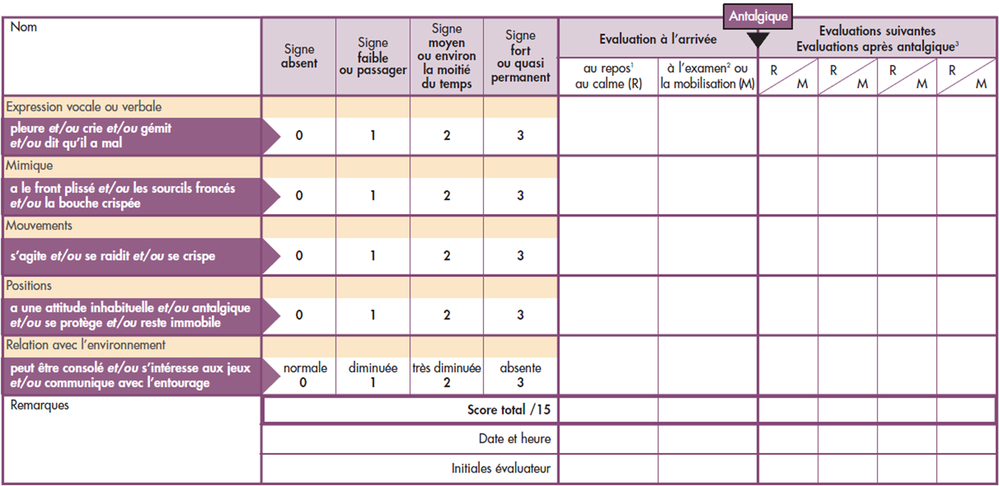 Antalgique
Nom
Signe
absent
Signe
faible
ou passager
Signe
moyen
ou environ
la moitié
du temps
Signe
fort
ou quasi
permanent
Evaluation à l’arrivée
Evaluations suivantes
Evaluations après antalgique³
au repos¹
au calme (R)
à l’examen² ou
la mobilisation (M)
R
M
R
M
R
M
R
M
Expression vocale ou verbale
pleure et/ou crie et/ou gémit
et/ou dit qu’il a mal
0 1 2 3
Mimique
a le front plissé et/ou les sourcils froncés
et/ou la bouche crispée
0 1 2 3
Mouvements
s’agite et/ou se raidit et/ou se crispe
0 1 2 3
Positions
a une attitude inhabituelle et/ou antalgique
et/ou se protège et/ou reste immobile
0 1 2 3
Relation avec l’environnement
peut être consolé et/ou s’intéresse aux jeux
et/ou communique avec l’entourage
normale diminuée très diminuée absente
0 1 2 3
Remarques
Score total /15
Date et heure
Initiales évaluateur